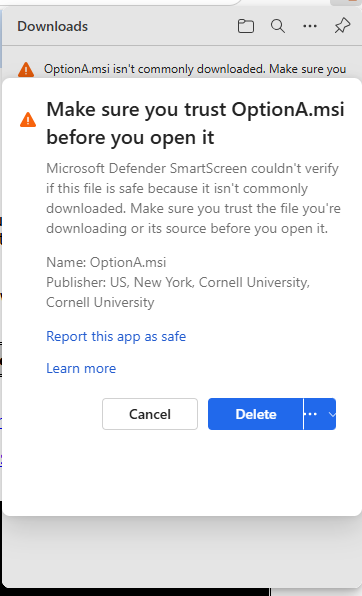 Downloads
OptionA.msi isn't commonly downloaded. Make sure you
Make sure you trust OptionA.msi
before you open it
Microsoft Defender SmartScreen couldn't verify
if this file is safe because it isn't commonly
downloaded. Make sure you trust the file you're
downloading or its source before you open it.
Name: OptionA.msi
Publisher: US, New York, Cornell University,
Cornell University
Report this app as safe
Learn more
Cancel
Delete